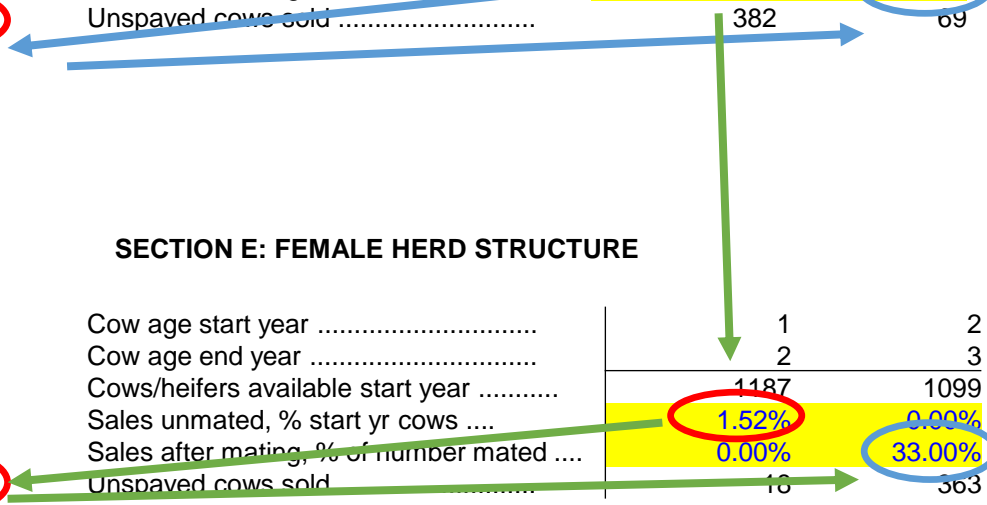 Unspayed cows sold ........................... 382 69
SECTION E: FEMALE HERD STRUCTURE
Cow age start year .............................. 1 2
Cow age end year ............................... 2 3
Cows/heifers available start year ........... 1187 1099
Sales unmated, % start yr cows .... 1.52% 0.00%
Sales after mating, % of number mated .... 0.00% 33.00%
Unspayed cows sold ........................... 18 363